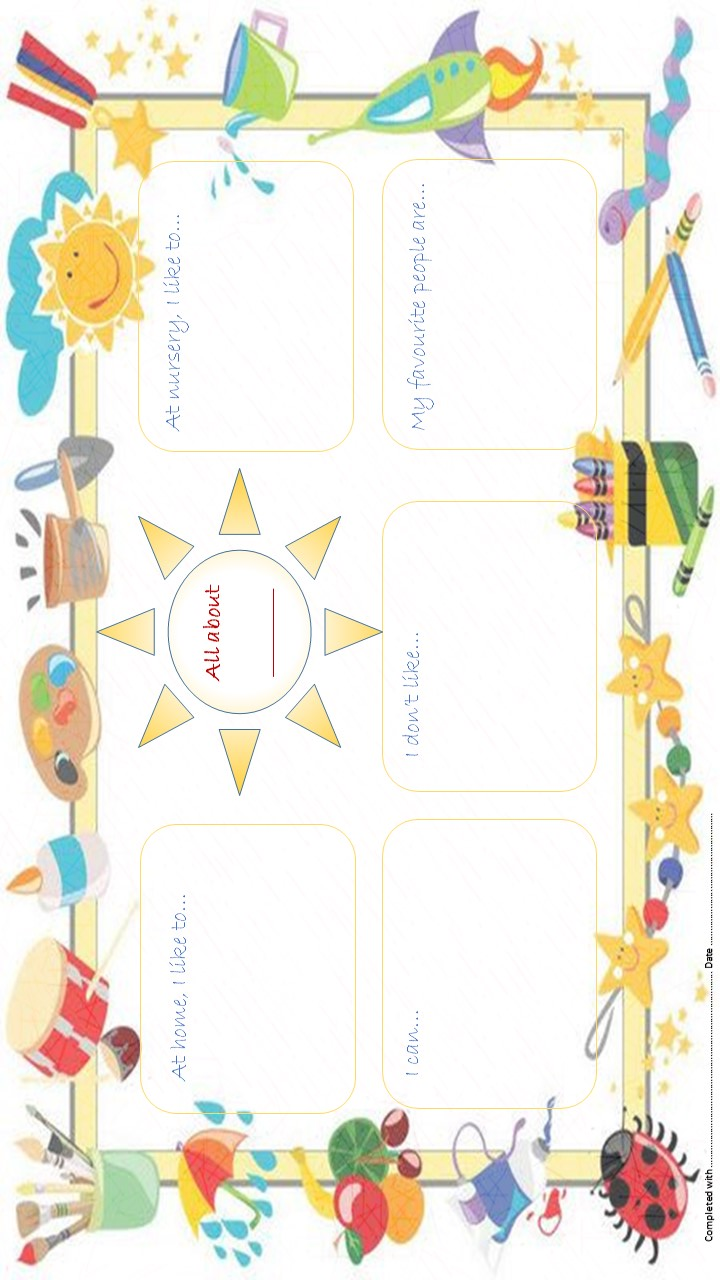 At home, I like to...
All about
At nursery, I like to...
I can...
I don't like...
My favourite people are...
Completed with ........................................................ Date ............................................